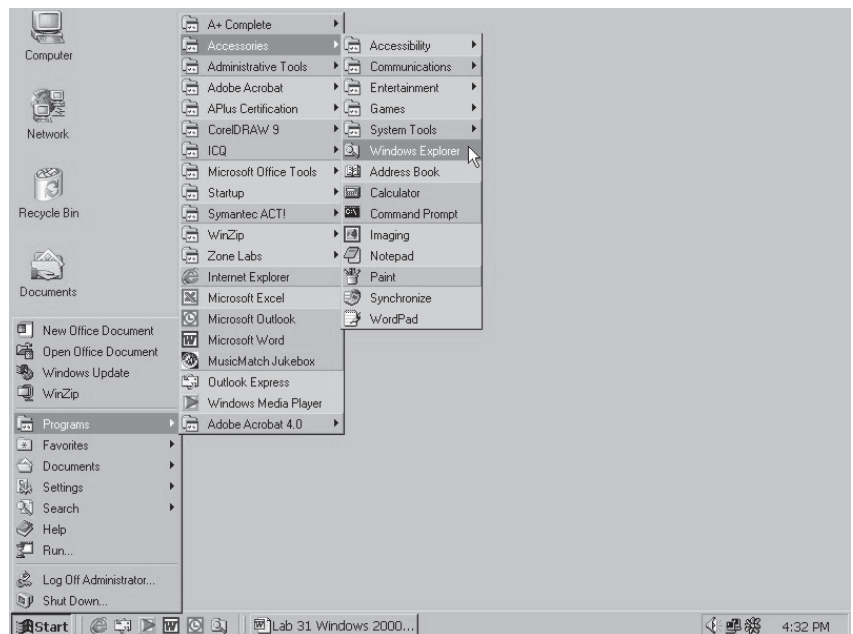 Computer
Network
Recycle Bin
Documents
New Office Document
Open Office Document
Windows Update
WinZip
Programs
Favorites
Documents
Settings
Search
Help
Run...
Log Off Administrator...
Shut Down...
A+ Complete
Accessories
Administrative Tools
Adobe Acrobat
APlus Certification
CorelDRAW 9
ICQ
Microsoft Office Tools
Startup
Symantec ACT!
WinZip
Zone Labs
Internet Explorer
Microsoft Excel
Microsoft Outlook
Microsoft Word
MusicMatch Jukebox
Outlook Express
Windows Media Player
Adobe Acrobat 4.0
Accessibility
Communications
Entertainment
Games
System Tools
Windows Explorer
Address Book
Calculator
Command Prompt
Imaging
Notepad
Paint
Synchronize
WordPad
Start
Lab 31 Windows 2000...
4:32 PM